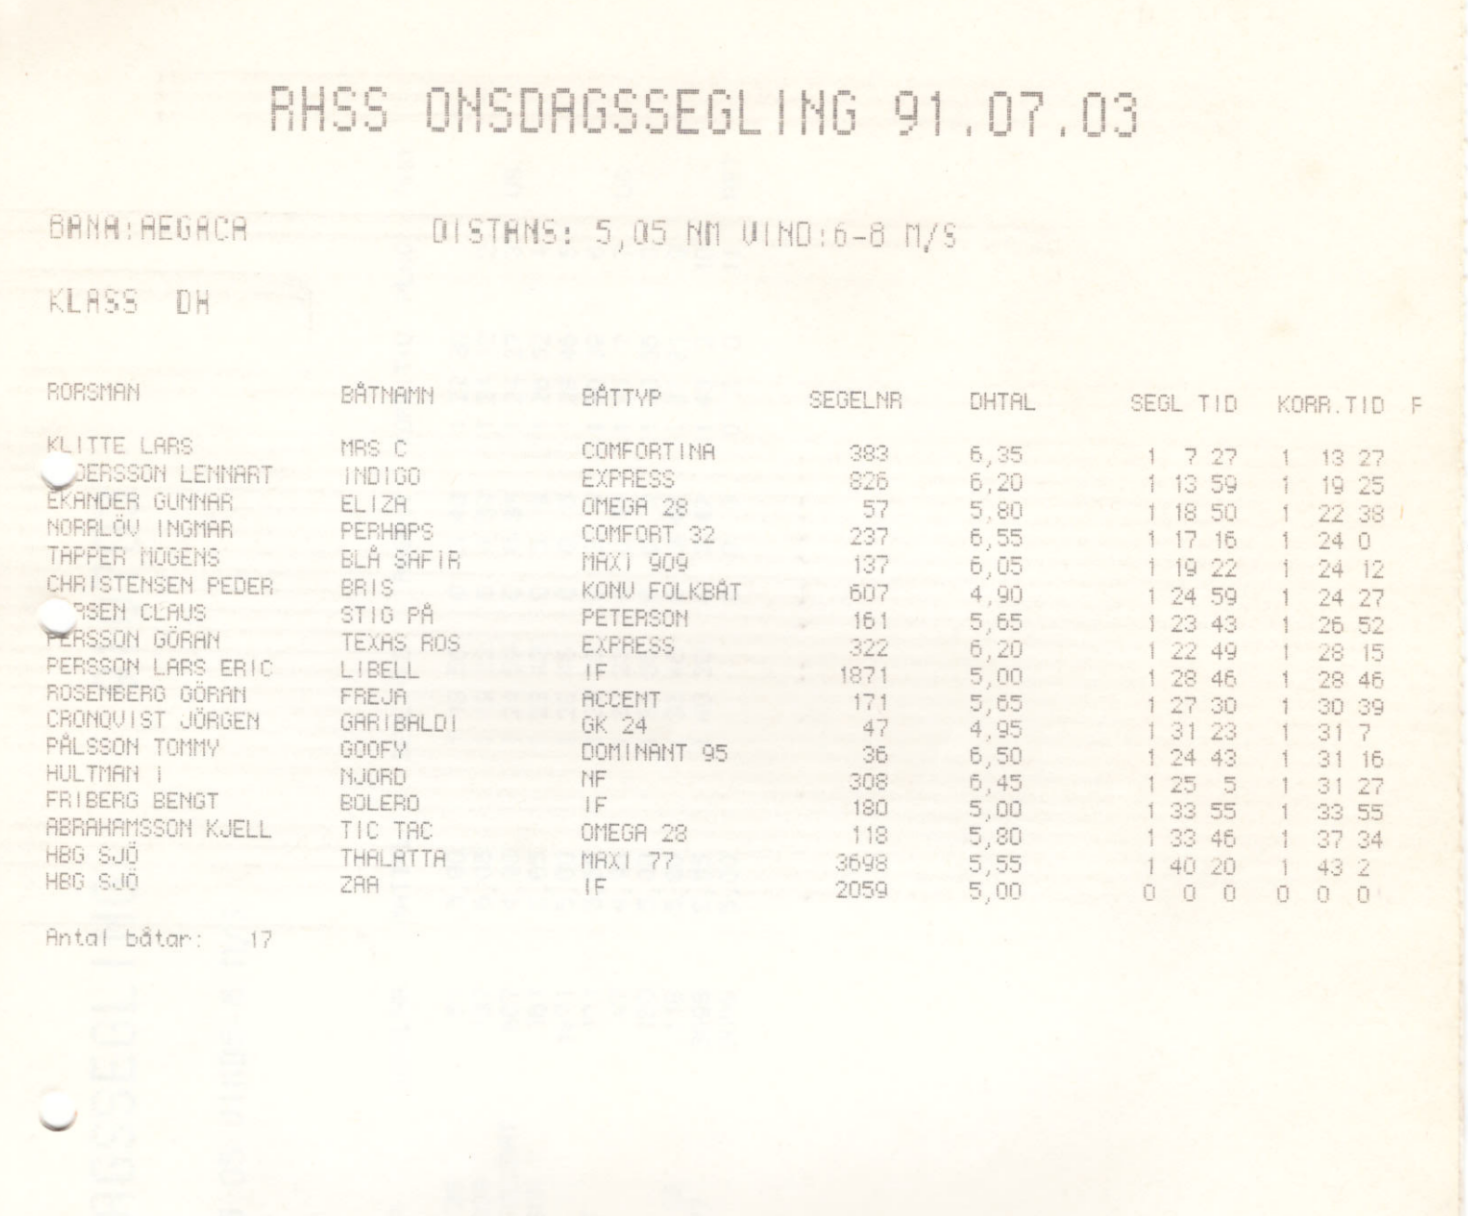 RHSS ONSDAGSSEGLING 91.07.03
BANA:AEGACA DISTANS: 5,05 NM VIND:6-8 M/S
KLASS DH
RORSMAN BÅTNAMN BÅTTYP SEGELNR DHTAL SEGL TID KORR.TID
KLITTE LARS MRS C COMFORTINA 383 6,35 1 7 27 1 13 27
DERSSON LENNART INDIGO EXPRESS 826 6,20 1 13 59 1 19 25
EKANDER GUNNAR ELIZA OMEGA 28 57 5,80 1 18 50 1 22 38
NORRLÖV INGMAR PERHAPS COMFORT 32 237 6,55 1 17 16 1 24 0
TAPPER MOGENS BLÅ SAFIR MAXI 909 137 6,05 1 19 22 1 24 12
CHRISTENSEN PEDER BRIS KONV FOLKBÅT 607 4,90 1 24 59 1 24 27
RSEN CLAUS STIG PÅ PETERSON 161 5,65 1 23 43 1 26 52
PERSSON GÖRAN TEXAS ROS EXPRESS 322 6,20 1 22 49 1 28 15
PERSSON LARS ERIC LIBELL IF 1871 5,00 1 28 46 1 28 46
ROSENBERG GÖRAN FREJA ACCENT 171 5,65 1 27 30 1 30 39
CRONQVIST JÖRGEN GARIBALDI GK 24 47 4,95 1 31 23 1 31 7
PÅLSSON TOMMY GOOFY DOMINANT 95 36 6,50 1 24 43 1 31 16
HULTMAN I NJORD NF 308 6,45 1 25 5 1 31 27
FRIBERG BENGT BOLERO IF 180 5,00 1 33 55 1 33 55
ABRAHAMSSON KJELL TIC TAC OMEGA 28 118 5,80 1 33 46 1 37 34
HBG SJÖ THALATTA MAXI 77 3698 5,55 1 40 20 1 43 2
HBG SJÖ ZAA IF 2059 5,00 0 0 0 0 0 0
Antal båtar: 17